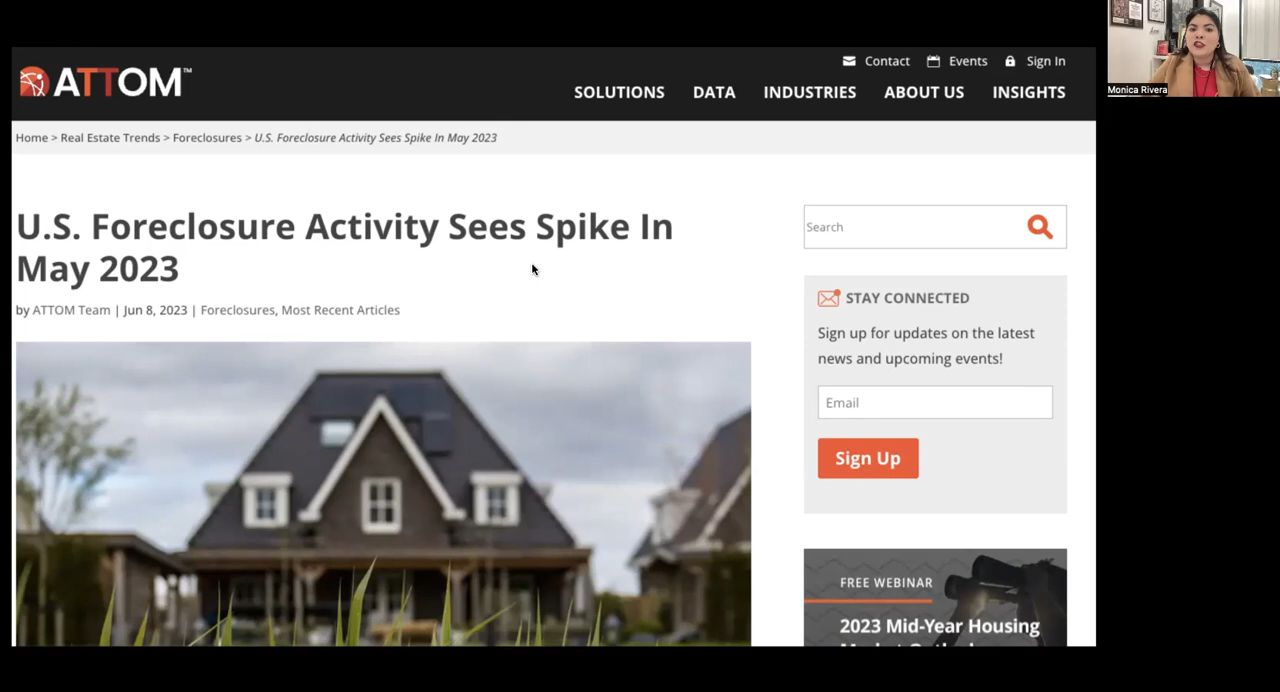 ATTOM™
Contact
Events
Sign In
SOLUTIONS
DATA
INDUSTRIES
ABOUT US
INSIGHTS
Home > Real Estate Trends > Foreclosures > U.S. Foreclosure Activity Sees Spike In May 2023
U.S. Foreclosure Activity Sees Spike In
May 2023
by ATTOM Team | Jun 8, 2023 | Foreclosures, Most Recent Articles
Search
STAY CONNECTED
Sign up for updates on the latest
news and upcoming events!
Email
Sign Up
FREE WEBINAR
2023 Mid-Year Housing
Monica Rivera